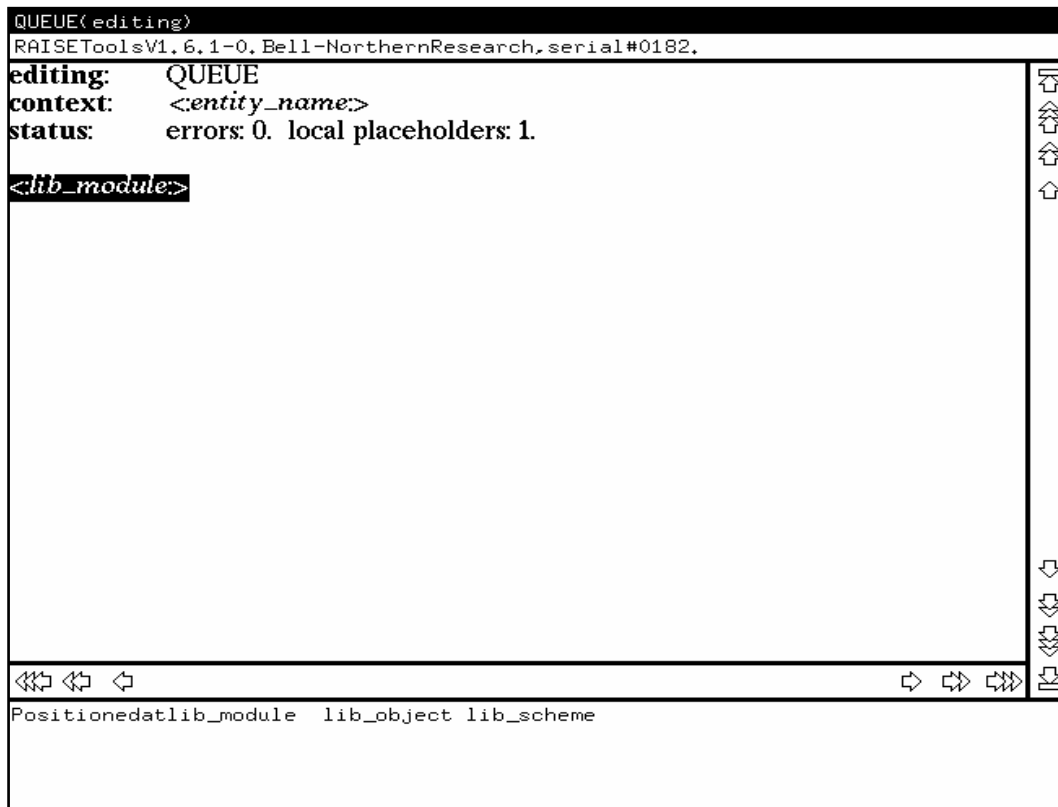 QUEUE(editing)
RAISEToolsV1.6.1-0.Bell-NorthernResearch,serial#0182.
editing: QUEUE
context: <:entity_name:>
status: errors: 0. local placeholders: 1.
<:lib_module:>
Positionedatlib_module lib_object lib_scheme